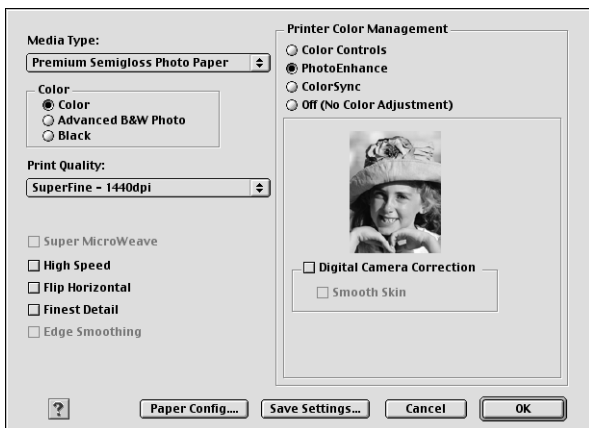 Media Type:
Premium Semigloss Photo Paper
Color
Color
Advanced B&W Photo
Black
Print Quality:
SuperFine - 1440dpi
Super MicroWeave
High Speed
Flip Horizontal
Finest Detail
Edge Smoothing
Printer Color Management
Color Controls
PhotoEnhance
ColorSync
Off (No Color Adjustment)
Digital Camera Correction
Smooth Skin
?
Paper Config....
Save Settings...
Cancel
OK